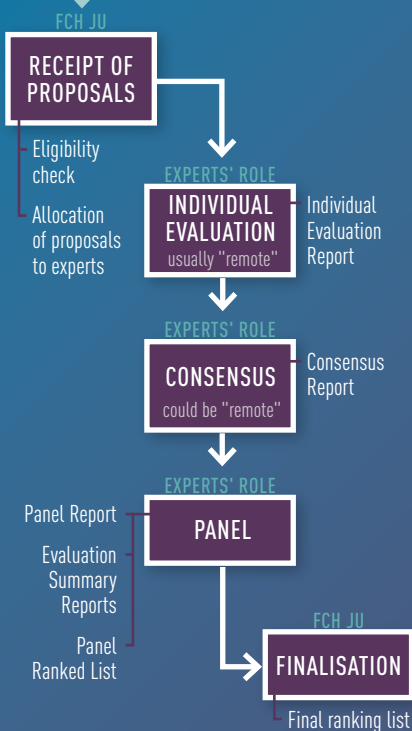 FCH JU
RECEIPT OF
PROPOSALS
Eligibility
check
Allocation
of proposals
to experts
EXPERTS' ROLE
INDIVIDUAL
EVALUATION
usually "remote"
Individual
Evaluation
Report
EXPERTS' ROLE
CONSENSUS
could be "remote"
Consensus
Report
EXPERTS' ROLE
PANEL
Panel Report
Evaluation
Summary
Reports
Panel
Ranked List
FCH JU
FINALISATION
Final ranking list